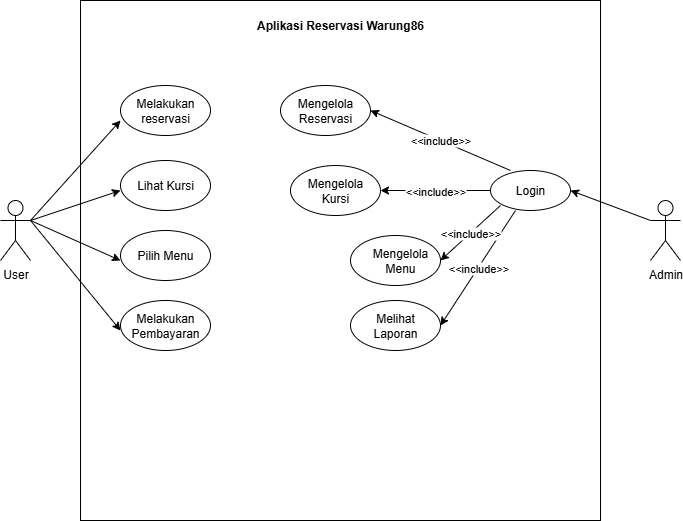 Aplikasi Reservasi Warung86
Melakukan
reservasi
Lihat Kursi
Pilih Menu
Melakukan
Pembayaran
User
Mengelola
Reservasi
<<include>>
Mengelola
Kursi
<<include>>
Login
Mengelola
Menu
<<include>>
<<include>>
Melihat
Laporan
Admin